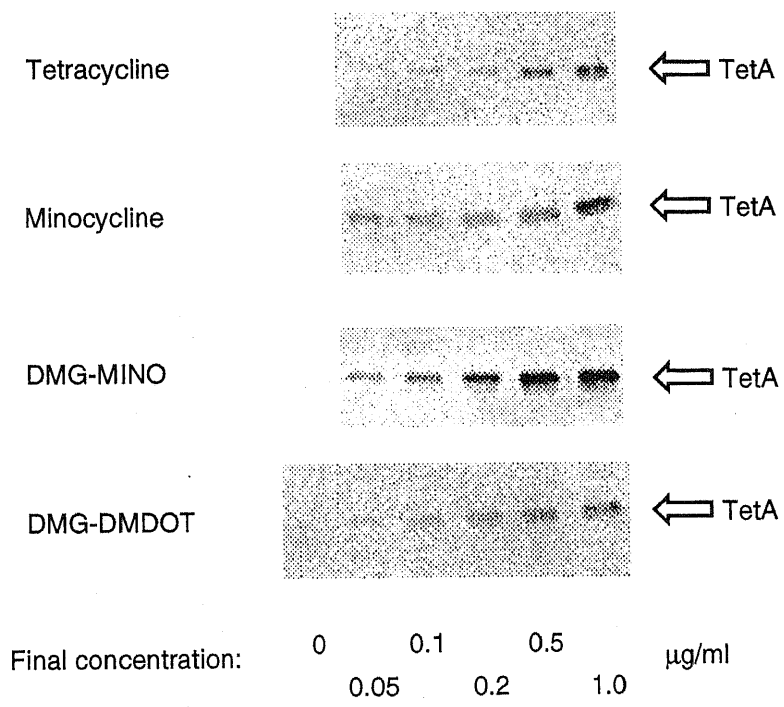 Tetracycline TetA
Minocycline TetA
DMG-MINO TetA
DMG-DMDOT TetA
Final concentration: 0 0.1 0.5 μg/ml
0.05 0.2 1.0